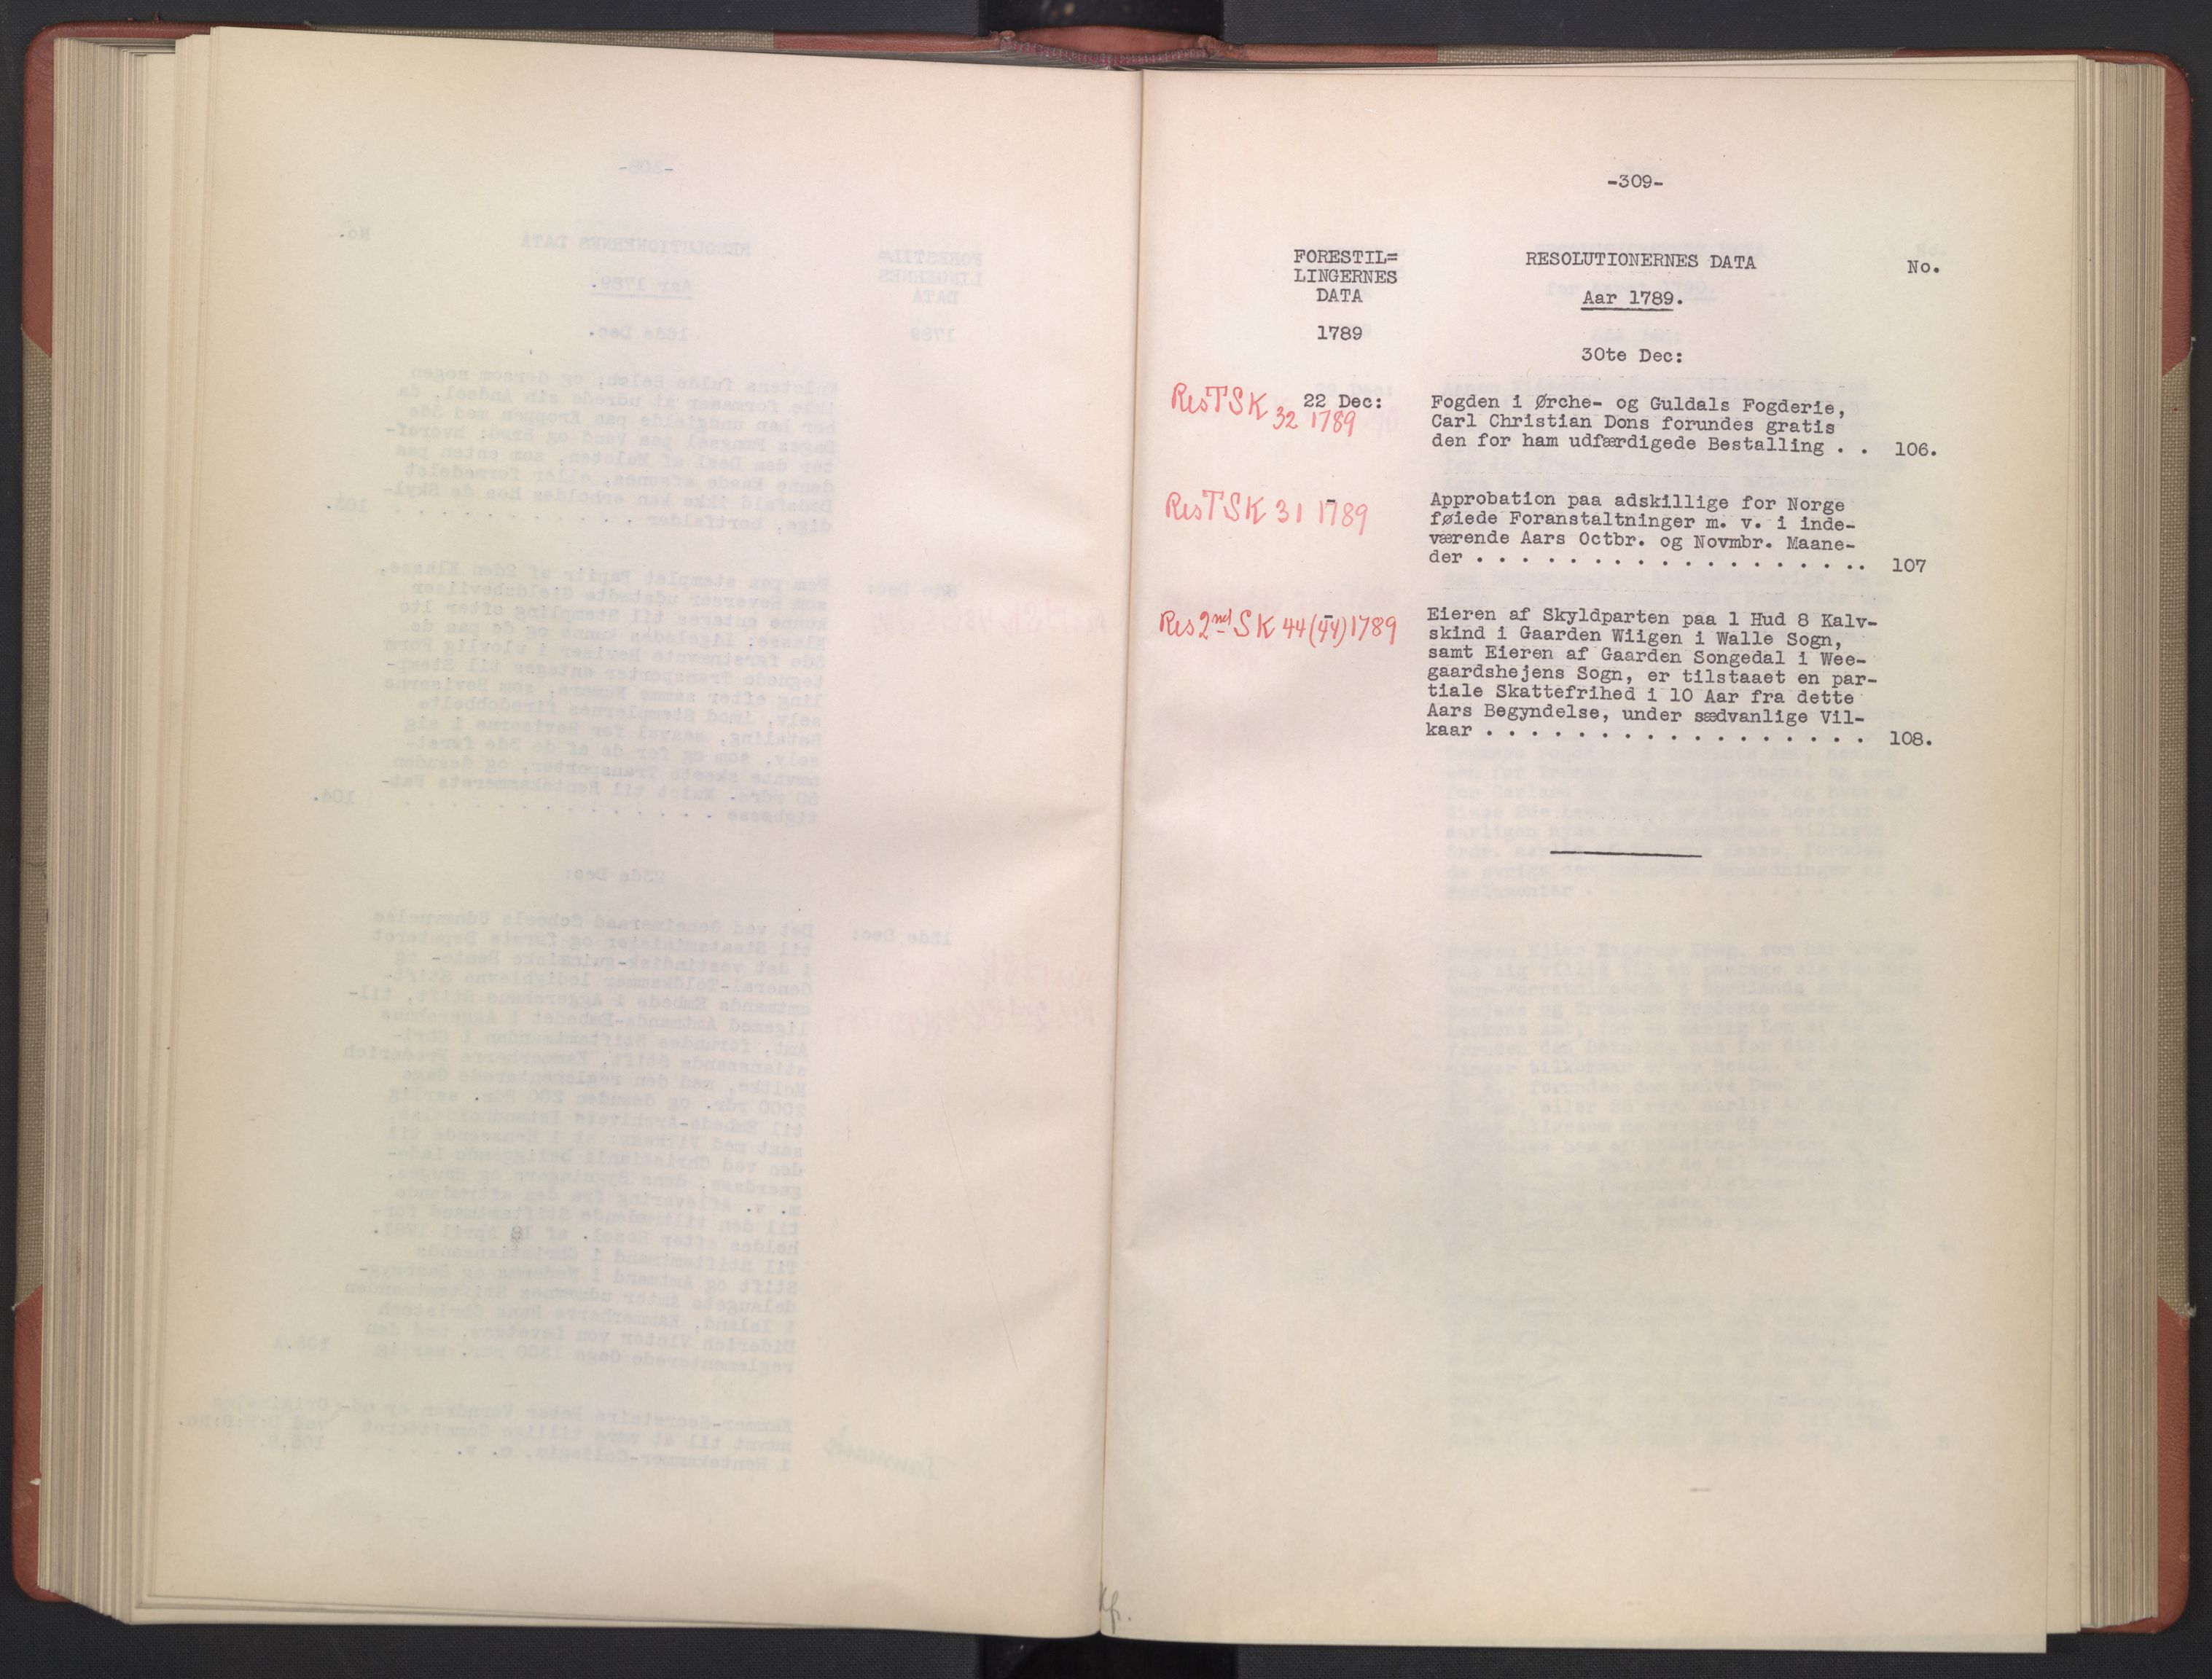 -309-
FORESTIL=
LINGERNES
DATA
RESOLUTIONERNES DATA
No.
Aar 1789.
1789
30te Dec:
ResTSK 32 1789
22 Dec:
Fogden i Ørche- og Guldals Fogderie,
Carl Christian Dons forundes gratis
den for ham udfærdigede Bestalling . . 106.
ResTSK 31 1789
-
Approbation paa adskillige for Norge
føiede Foranstaltninger m. v. i inde-
værende Aars Octbr. og Novmbr. Maane-
der . . . . . . . . . . . . . . . . . . 107
Res 2nd SK 44(44) 1789
-
Eieren af Skyldparten paa 1 Hud 8 Kalv-
skind i Gaarden Wiigen i Walle Sogn,
samt Eieren af Gaarden Songedal i Wee-
gaardshejens Sogn, er tilstaaet en par-
tiale Skattefrihed i 10 Aar fra dette
Aars Begyndelse, under sædvanlige Vil-
kaar . . . . . . . . . . . . . . . . . 108.